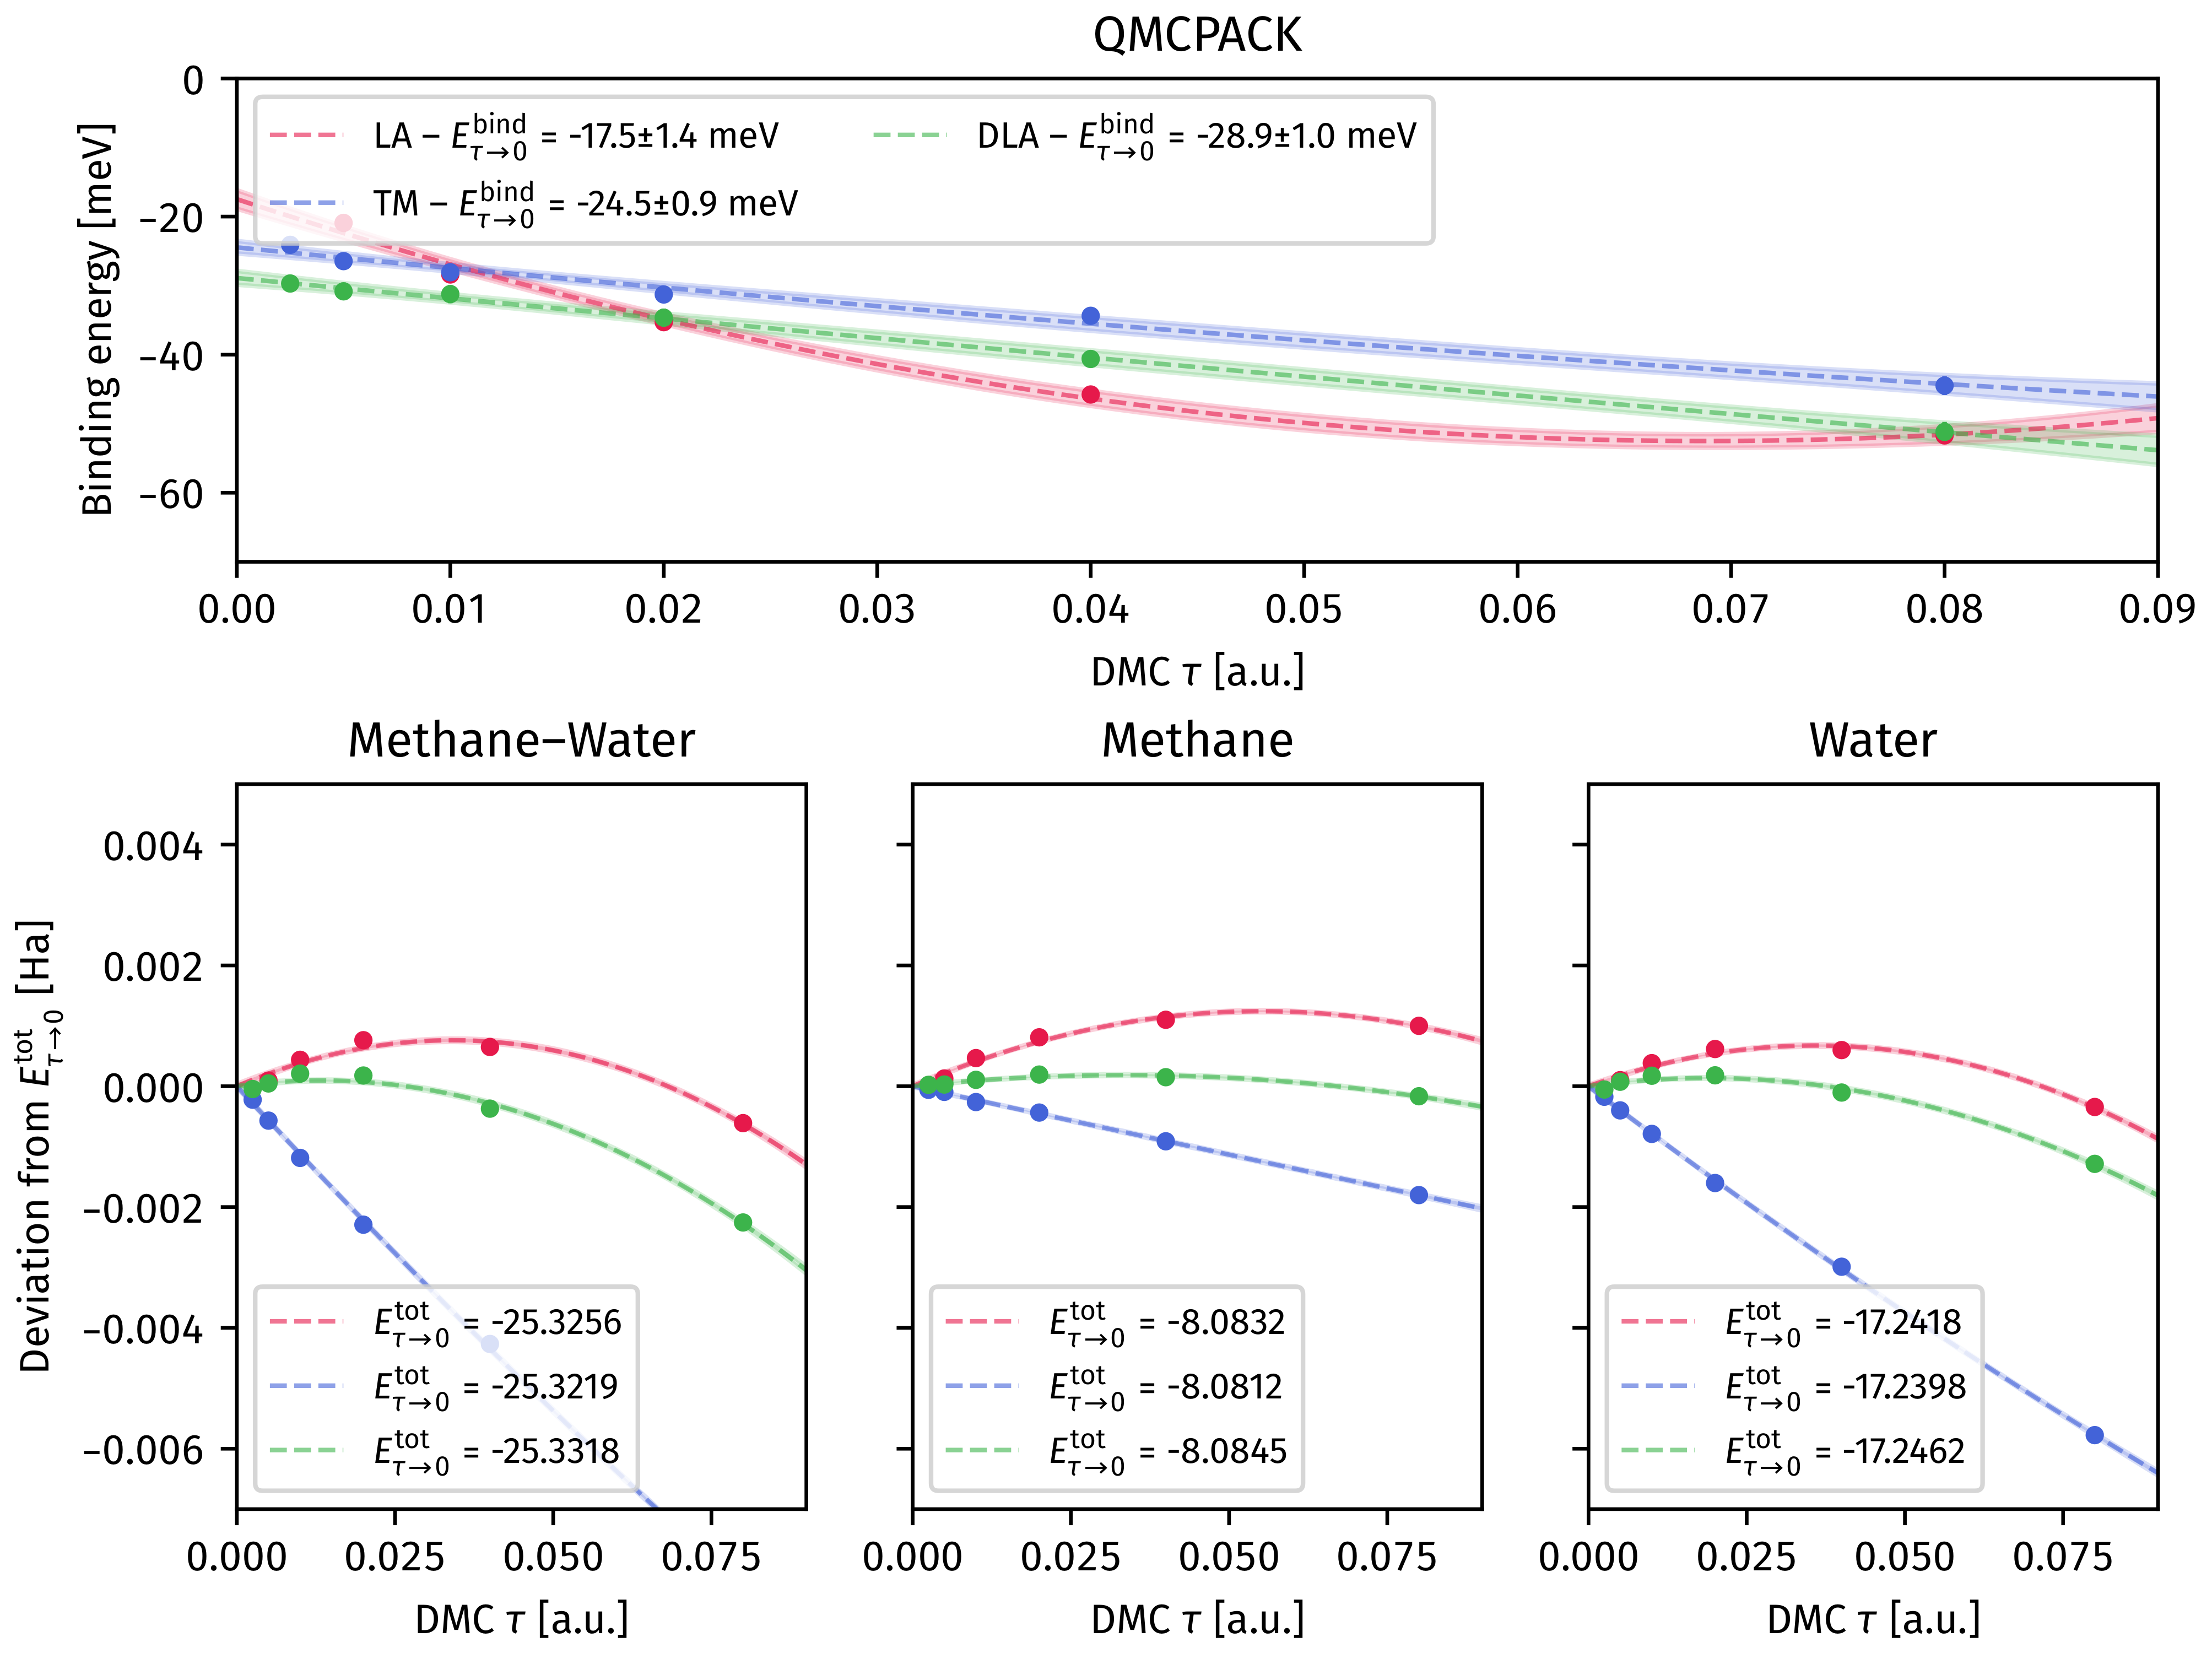 QMCPACK
Binding energy [meV]
0
−20
−40
−60
LA – E^bind_τ→0 = -17.5±1.4 meV
TM – E^bind_τ→0 = -24.5±0.9 meV
DLA – E^bind_τ→0 = -28.9±1.0 meV
0.00 0.01 0.02 0.03 0.04 0.05 0.06 0.07 0.08 0.09
DMC τ [a.u.]
Deviation from E^tot_τ→0 [Ha]
0.004
0.002
0.000
−0.002
−0.004
−0.006
Methane–Water
E^tot_τ→0 = -25.3256
E^tot_τ→0 = -25.3219
E^tot_τ→0 = -25.3318
0.000 0.025 0.050 0.075
DMC τ [a.u.]
Methane
E^tot_τ→0 = -8.0832
E^tot_τ→0 = -8.0812
E^tot_τ→0 = -8.0845
0.000 0.025 0.050 0.075
DMC τ [a.u.]
Water
E^tot_τ→0 = -17.2418
E^tot_τ→0 = -17.2398
E^tot_τ→0 = -17.2462
0.000 0.025 0.050 0.075
DMC τ [a.u.]